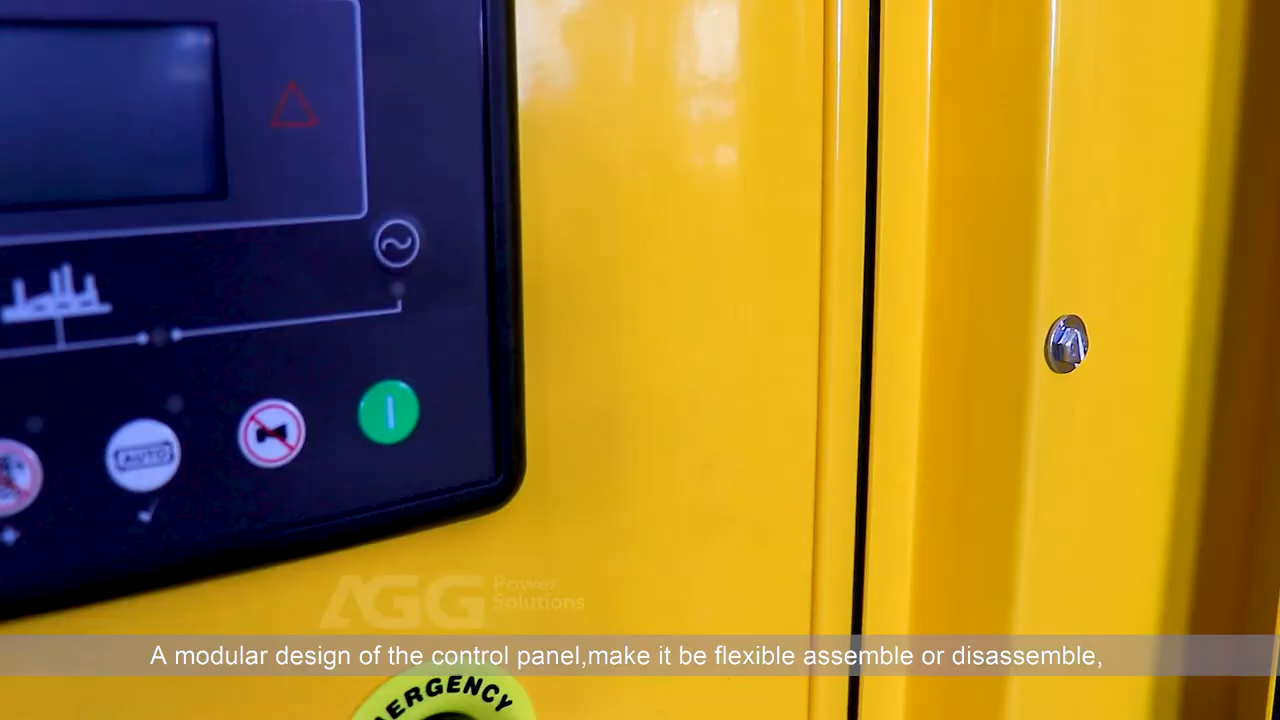 AUTO
AGG Power
Solutions
A modular design of the control panel,make it be flexible assemble or disassemble,
EMERGENCY